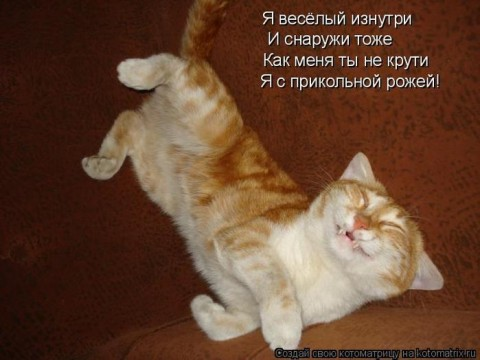 Я весёлый изнутри
И снаружи тоже
Как меня ты не крути
Я с прикольной рожей!
Создай свою котоматрицу на kotomatrix.ru